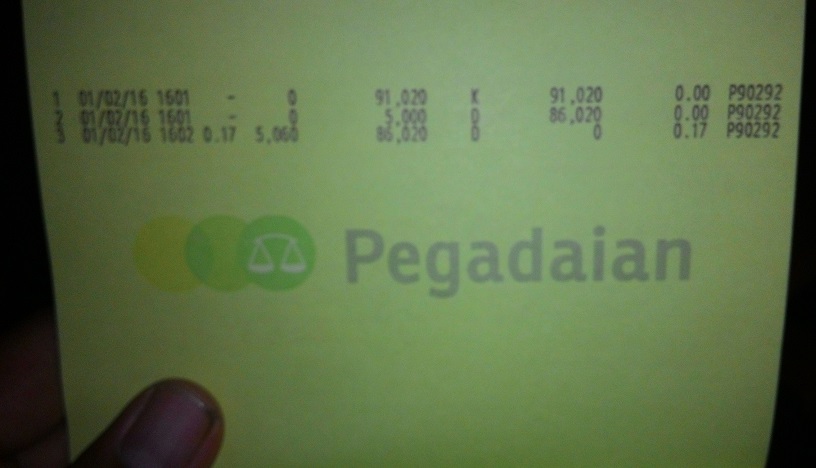 1 01/02/16 1601 - 0 91,020 K 91,020 0.00 P90292
2 01/02/16 1601 - 0 5,000 D 86,020 0.00 P90292
3 01/02/16 1602 0.17 5,060 86,020 D 0 0.17 P90292
Pegadaian